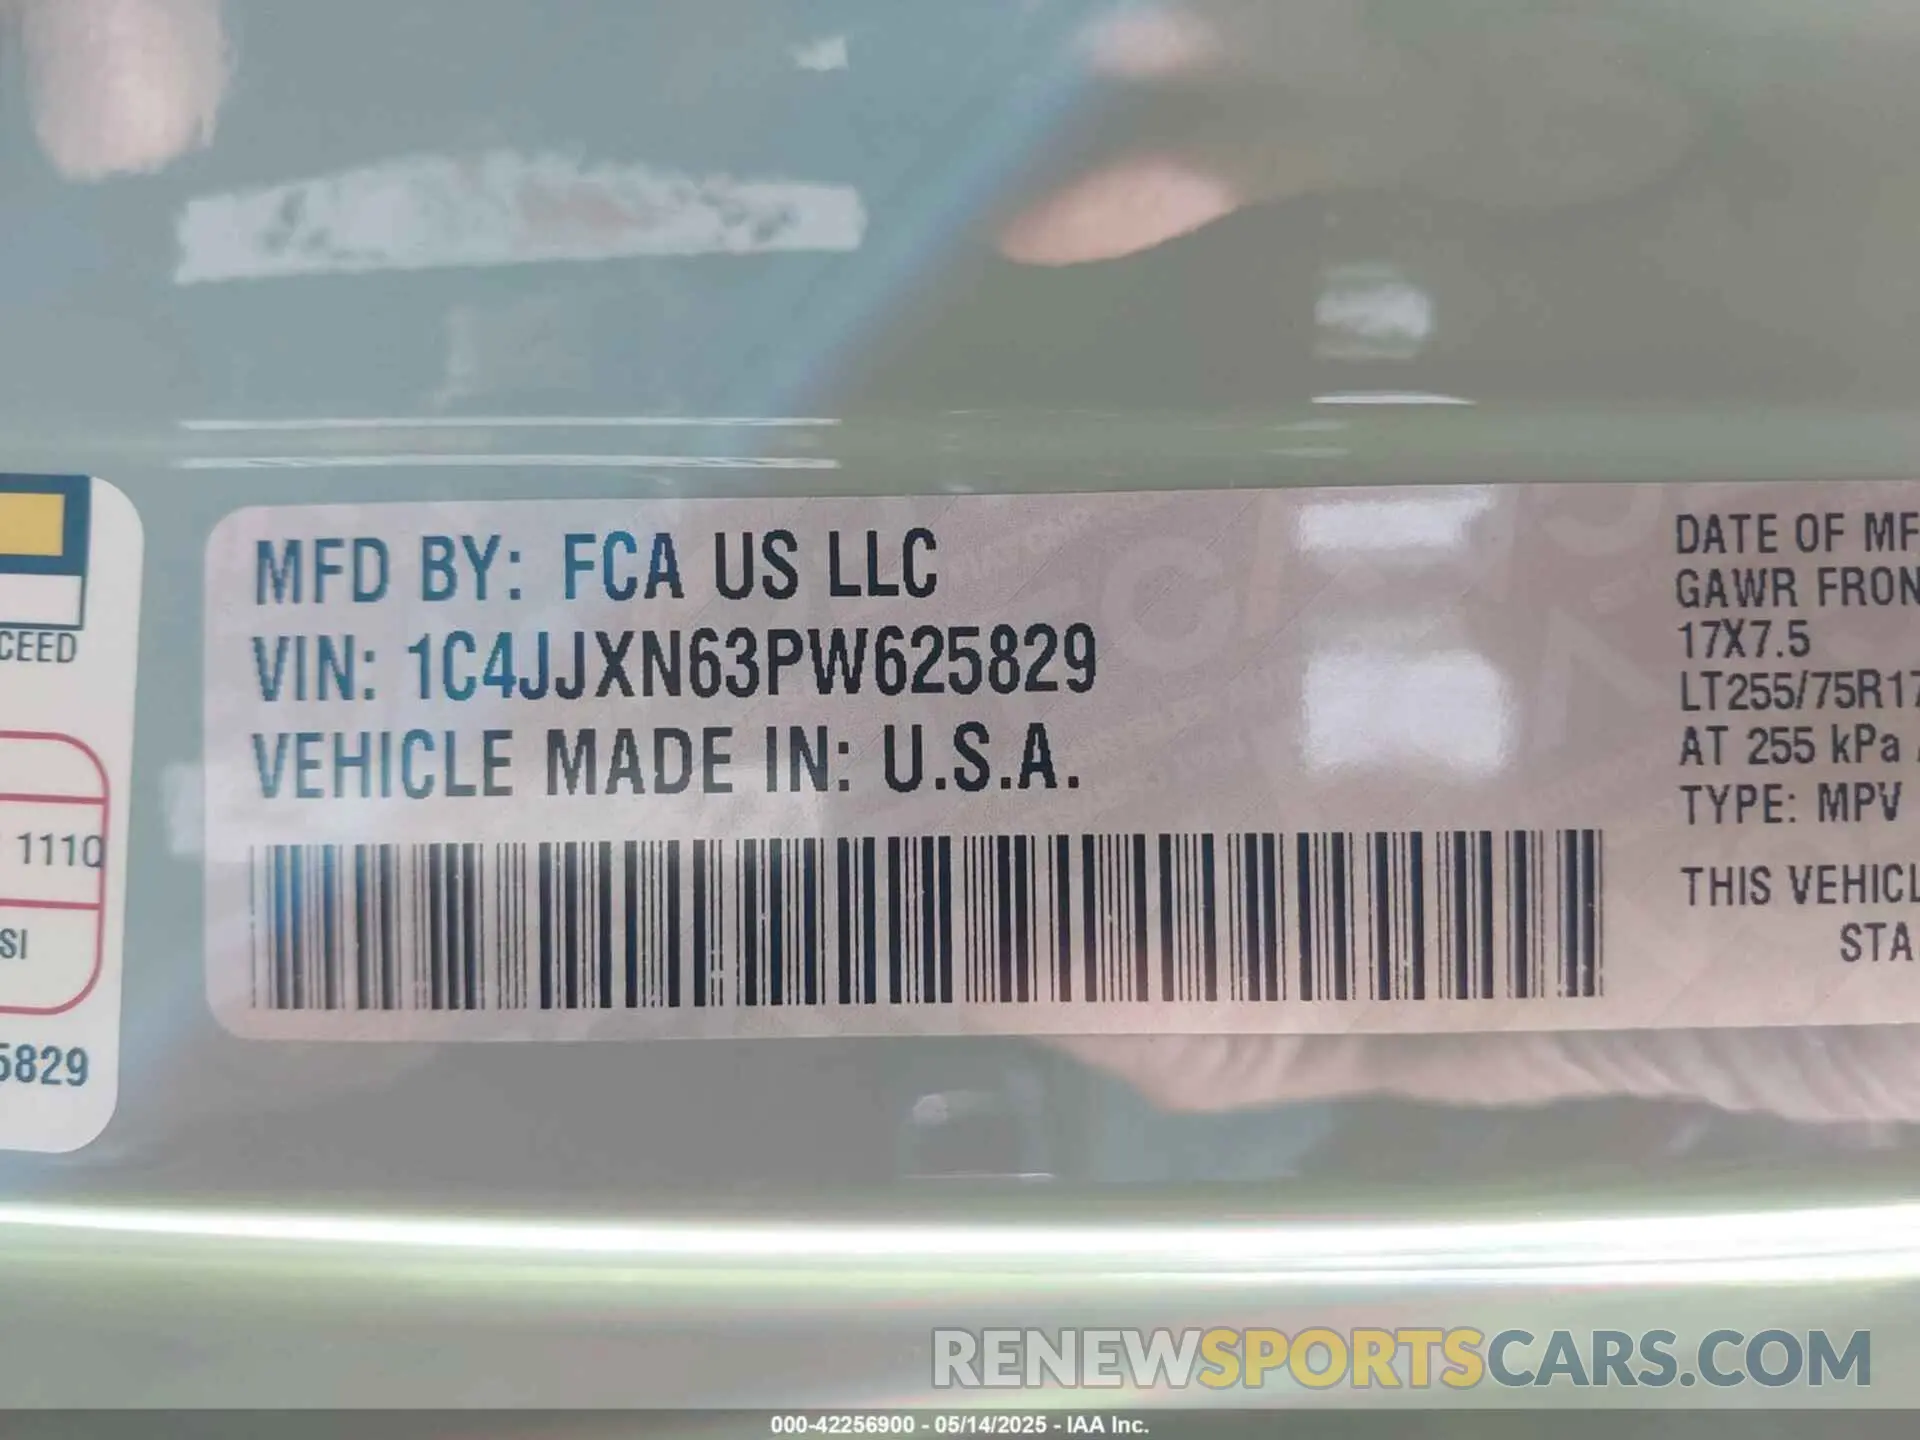 MFD BY: FCA US LLC
VIN: 1C4JJXN63PW625829
VEHICLE MADE IN: U.S.A.
DATE OF MF
GAWR FRON
17X7.5
LT255/75R17
AT 255 kPa
TYPE: MPV
THIS VEHICL
STA
CEED
111Q
SI
5829
RENEWSPORTSCARS.COM
000-42256900 - 05/14/2025 - IAA Inc.